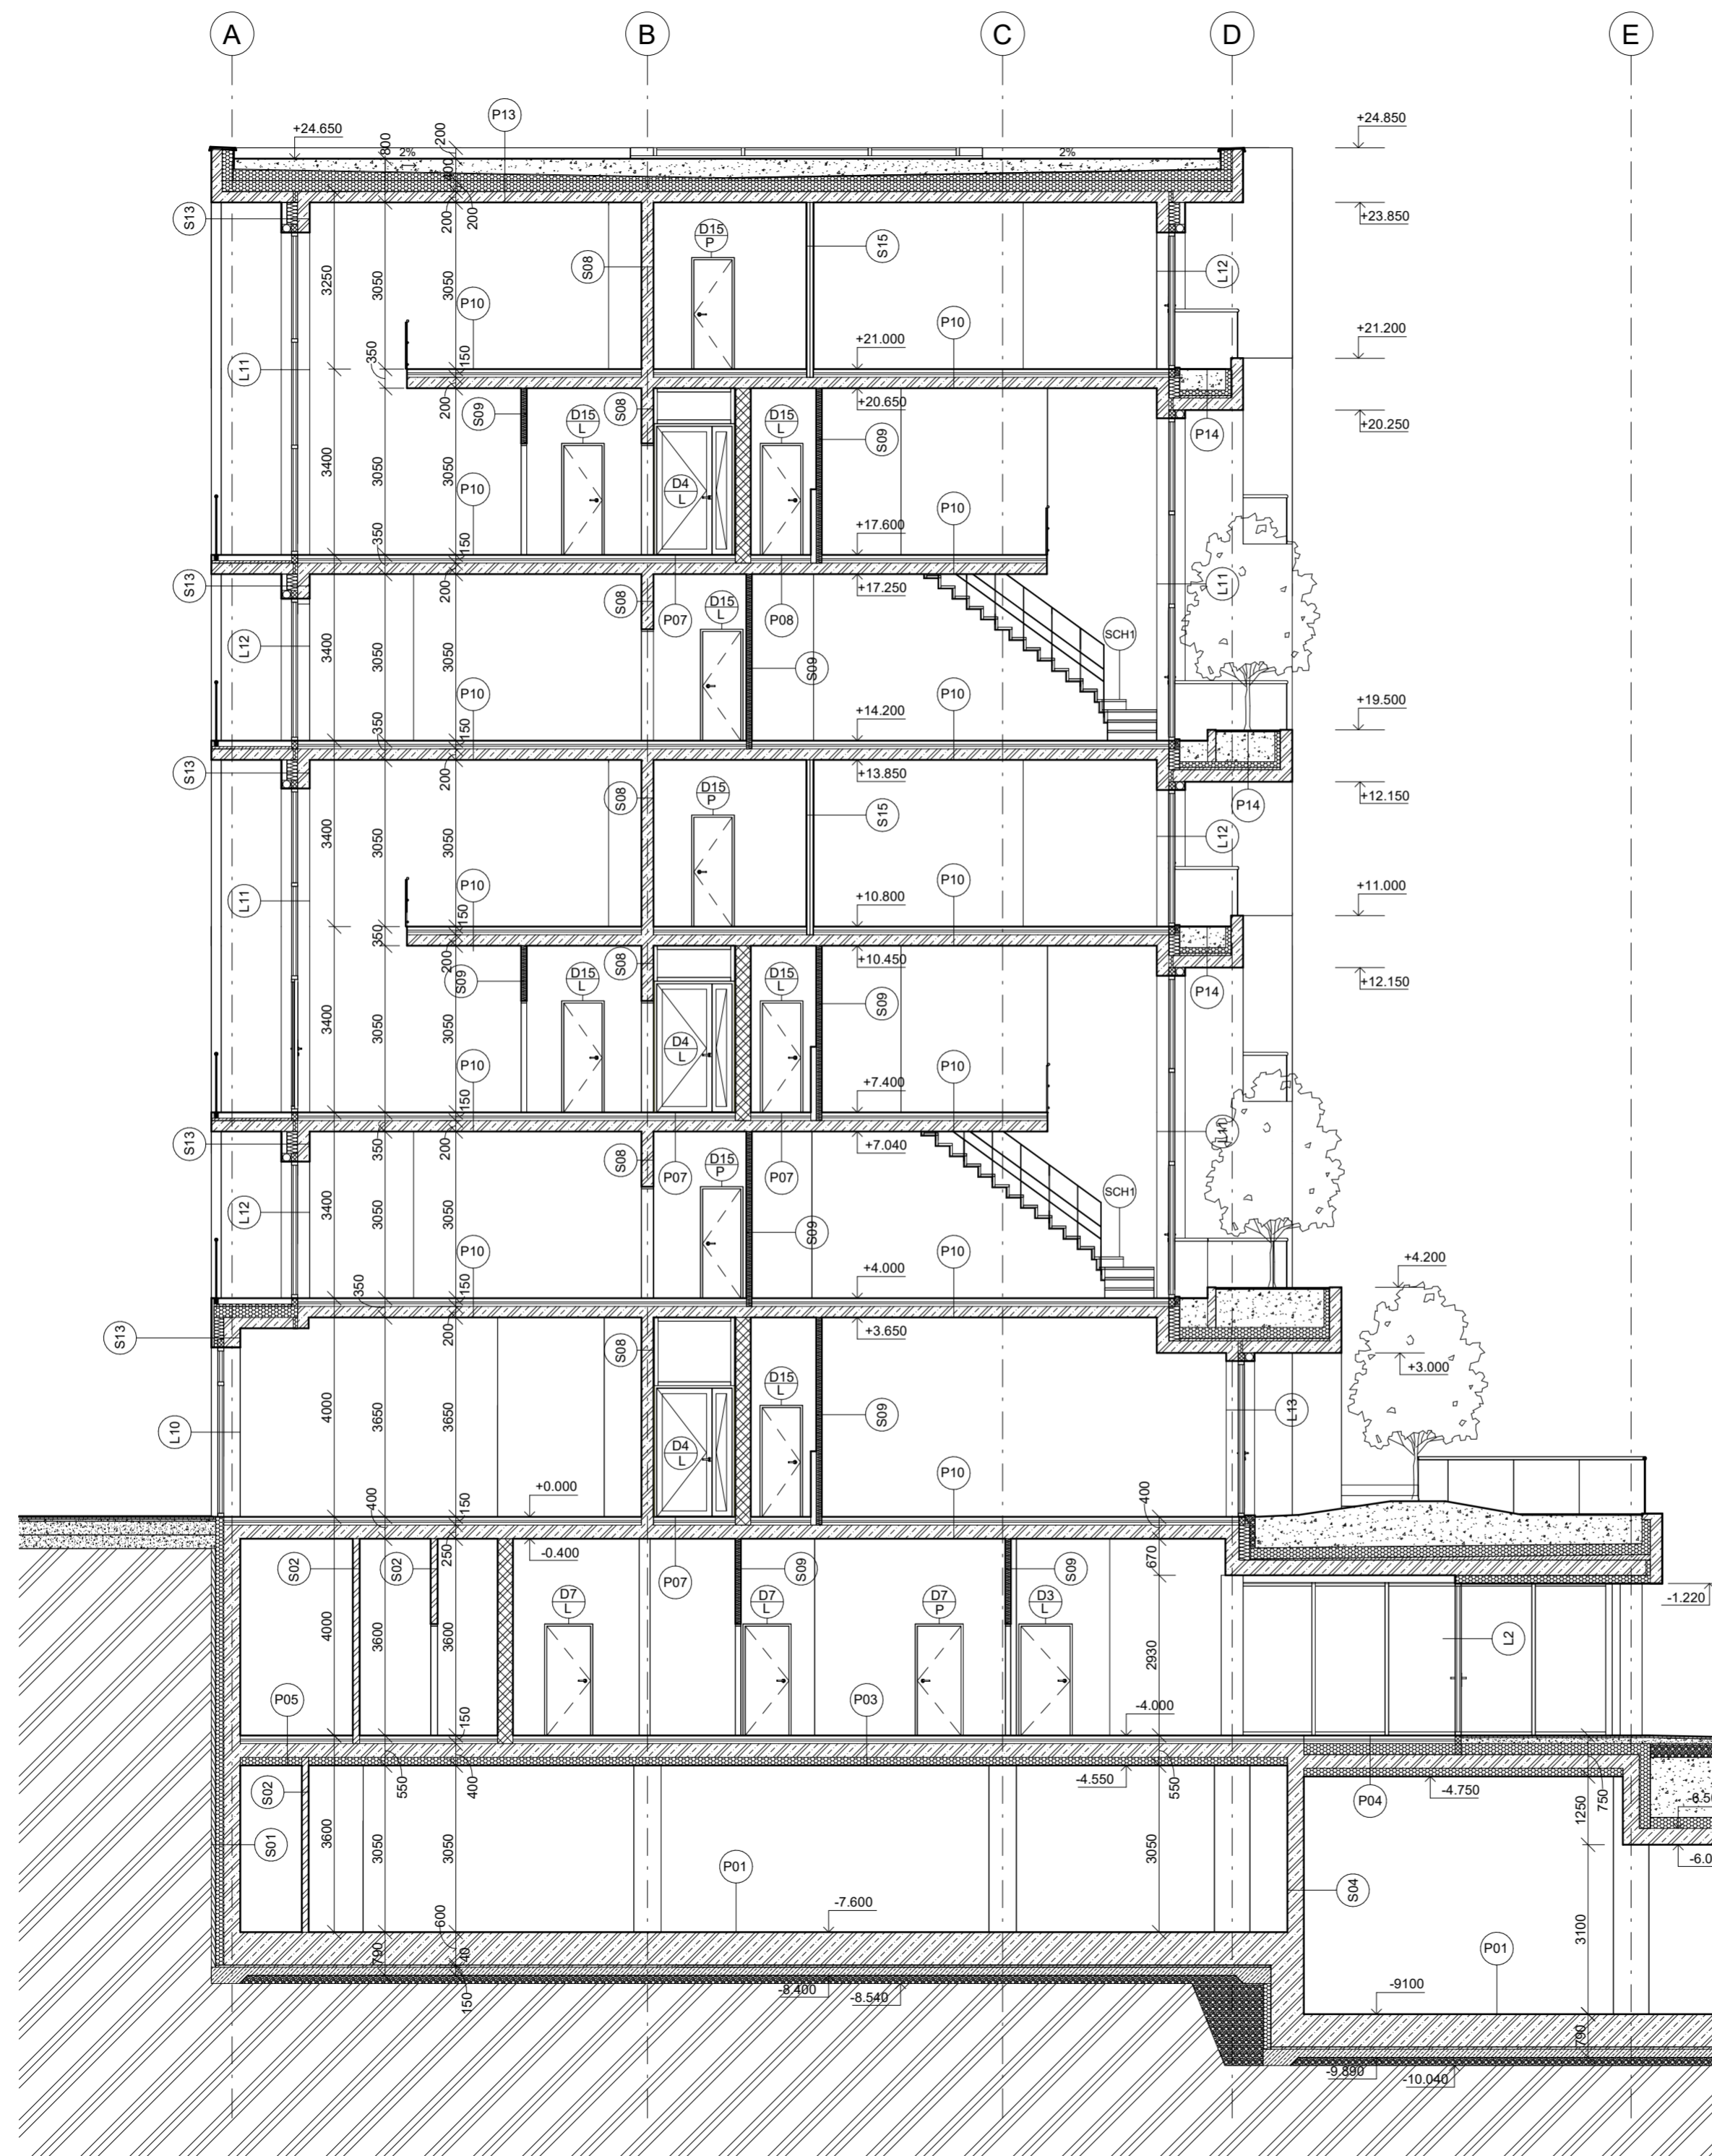 A B C D E
P13
+24.650
800
200
+24.850
2%
2%
400
S13
200
200
+23.850
D15
P
S15
S08
L12
3250
3050
3050
P10
P10
+21.000
+21.200
L11
350
150
200
S09
D15
L
S08
D15
L
+20.650
S09
P14
+20.250
3400
3050
3050
P10
D4
L
P10
+17.600
350
150
S13
200
S08
D15
L
P07
P08
+17.250
L11
SCH1
L12
3400
3050
3050
S09
P10
P10
+14.200
+19.500
350
150
S13
200
+13.850
S08
D15
P
S15
P14
+12.150
L12
3400
3050
3050
P10
P10
L11
+10.800
+11.000
150
350
200
S09
S08
D15
L
D15
L
+10.450
S09
P14
+12.150
3400
3050
3050
D4
L
P10
P10
+7.400
150
S13
350
200
S08
D15
P
P07
P07
+7.040
SCH1
L12
3400
3050
3050
S09
P10
P10
+4.000
+4.200
350
150
S13
200
S08
+3.650
D15
L
+3.000
L13
S09
L10
4000
3650
3650
D4
L
P10
+0.000
400
150
400
S02
S02
250
-0.400
P07
S09
S09
670
-1.220
D7
L
D7
L
D7
P
D3
L
4000
3600
3600
2930
L2
P05
P03
-4.000
150
550
400
-4.550
550
-4.750
P04
1250
750
S02
S01
3600
3050
3050
3050
P01
S04
-7.600
600
790
40
150
-8.400
-8.540
3100
P01
-9100
790
-9.890
-10.040